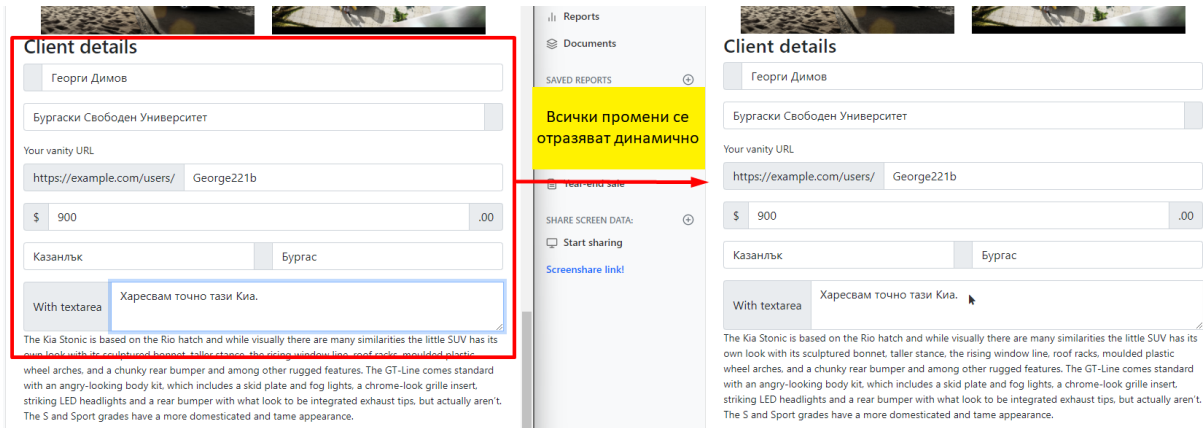 Client details
Георги Димов
Бургаски Свободен Университет
Your vanity URL
https://example.com/users/ George221b
$ 900 .00
Казанлък Бургас
With textarea Харесвам точно тази Киа.
The Kia Stonic is based on the Rio hatch and while visually there are many similarities the little SUV has its
own look with its sculptured bonnet, taller stance, the rising window line, roof racks, moulded plastic
wheel arches, and a chunky rear bumper and among other rugged features. The GT-Line comes standard
with an angry-looking body kit, which includes a skid plate and fog lights, a chrome-look grille insert,
striking LED headlights and a rear bumper with what look to be integrated exhaust tips, but actually aren't.
The S and Sport grades have a more domesticated and tame appearance.
Reports
Documents
SAVED REPORTS
Всички промени се
отразяват динамично
Year-end sale
SHARE SCREEN DATA:
Start sharing
Screenshare link!
Client details
Георги Димов
Бургаски Свободен Университет
Your vanity URL
https://example.com/users/ George221b
$ 900 .00
Казанлък Бургас
With textarea Харесвам точно тази Киа.
The Kia Stonic is based on the Rio hatch and while visually there are many similarities the little SUV has its
own look with its sculptured bonnet, taller stance, the rising window line, roof racks, moulded plastic
wheel arches, and a chunky rear bumper and among other rugged features. The GT-Line comes standard
with an angry-looking body kit, which includes a skid plate and fog lights, a chrome-look grille insert,
striking LED headlights and a rear bumper with what look to be integrated exhaust tips, but actually aren't.
The S and Sport grades have a more domesticated and tame appearance.